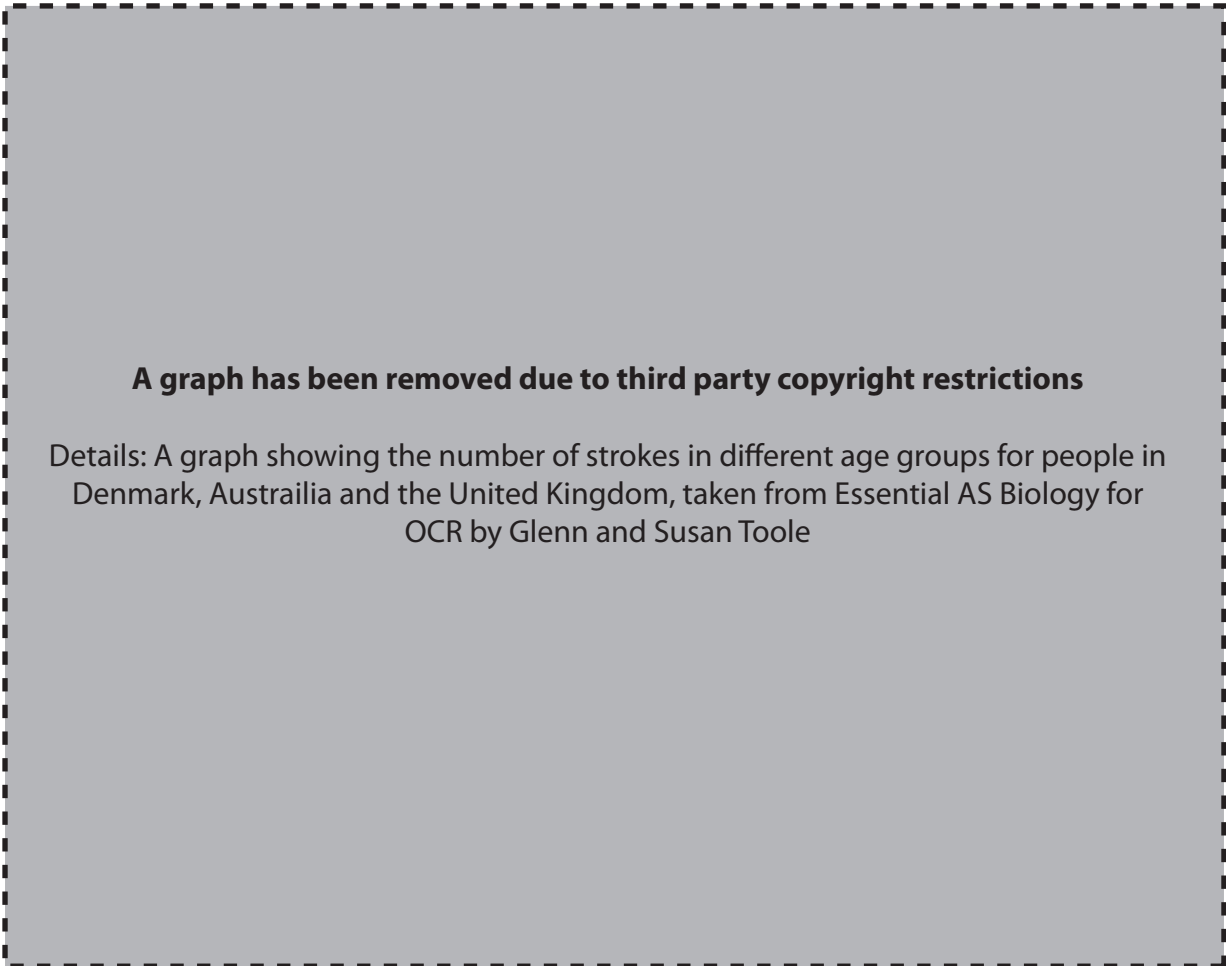 A graph has been removed due to third party copyright restrictions
Details: A graph showing the number of strokes in different age groups for people in
Denmark, Austrailia and the United Kingdom, taken from Essential AS Biology for
OCR by Glenn and Susan Toole